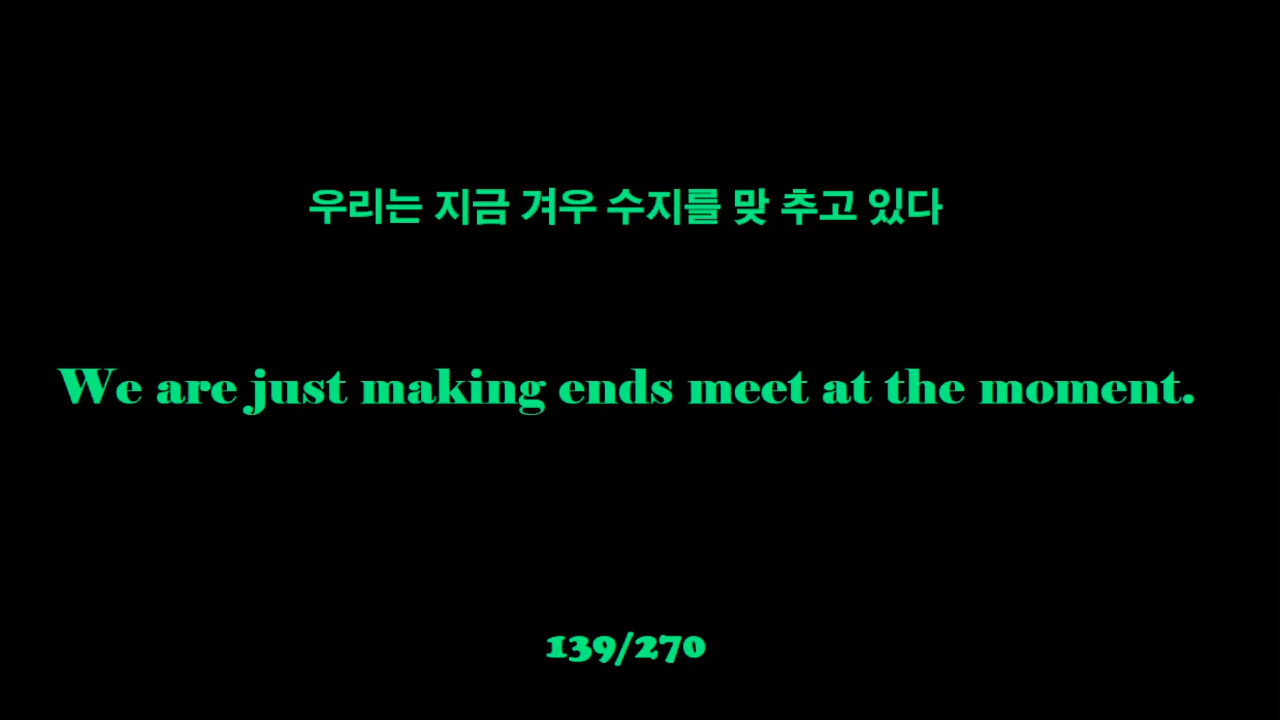 우리는 지금 겨우 수지를 맞 추고 있다
We are just making ends meet at the moment.
139/270